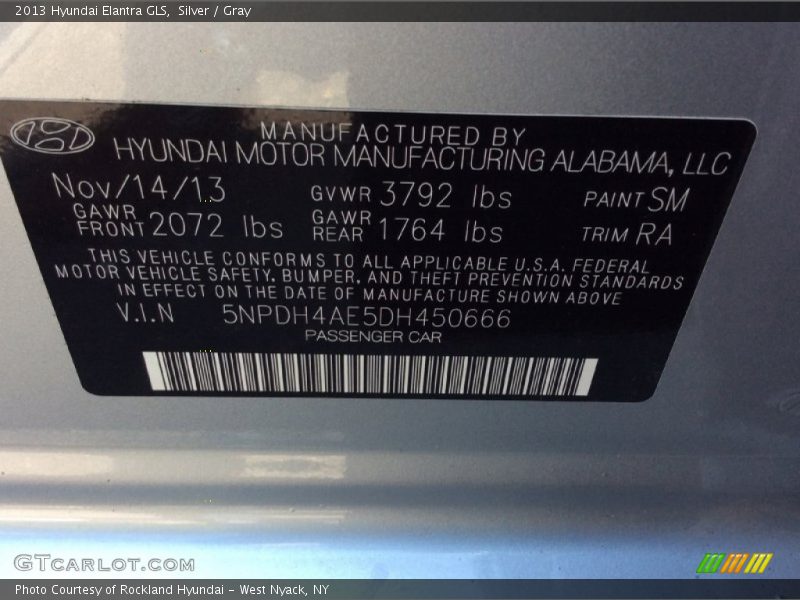 2013 Hyundai Elantra GLS, Silver / Gray
MANUFACTURED BY
HYUNDAI MOTOR MANUFACTURING ALABAMA, LLC
Nov/14/13 GVWR 3792 lbs PAINT SM
GAWR FRONT 2072 lbs GAWR REAR 1764 lbs TRIM RA
THIS VEHICLE CONFORMS TO ALL APPLICABLE U.S.A. FEDERAL
MOTOR VEHICLE SAFETY, BUMPER, AND THEFT PREVENTION STANDARDS
IN EFFECT ON THE DATE OF MANUFACTURE SHOWN ABOVE
V.I.N 5NPDH4AE5DH450666
PASSENGER CAR
GTCARLOT.COM
Photo Courtesy of Rockland Hyundai - West Nyack, NY